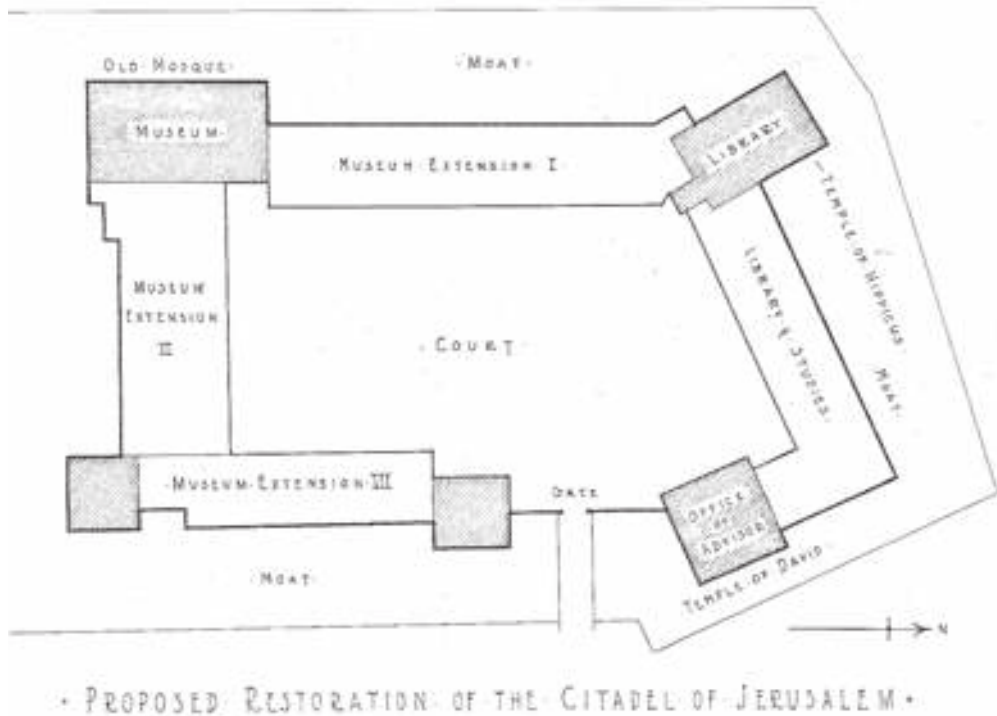 OLD MOSQUE
MOAT
MUSEUM
MUSEUM EXTENSION I
LIBRARY
TEMPLE OF HIPPICUS
MOAT
LIBRARY & STUDIES
MUSEUM
EXTENSION
II
COURT
MUSEUM EXTENSION
GATE
OFFICE
OF
ADVISOR
TEMPLE OF DAVID
MOAT
N
· PROPOSED RESTORATION OF THE CITADEL OF JERUSALEM ·